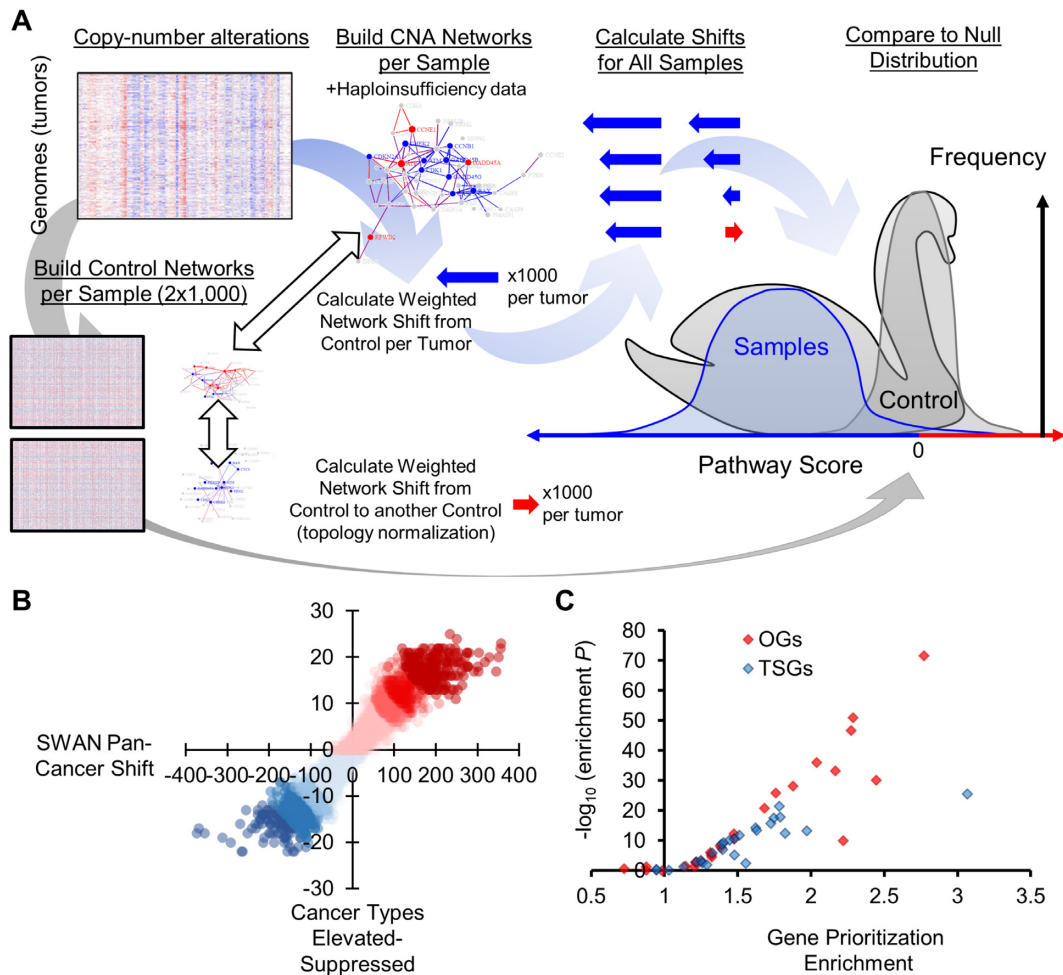 A
Copy-number alterations
Build CNA Networks
per Sample
+Haploinsufficiency data
Calculate Shifts
for All Samples
Compare to Null
Distribution
Genomes (tumors)
CCNE1
CCNB1
CDK1
GADD45A
Frequency
Build Control Networks
per Sample (2x1,000)
x1000
per tumor
Calculate Weighted
Network Shift from
Control per Tumor
Samples
Control
0
Pathway Score
Calculate Weighted
Network Shift from
Control to another Control
(topology normalization)
x1000
per tumor
B
30
20
10
0
-400 -300 -200 -100 0 100 200 300 400
-10
-20
-30
SWAN Pan-
Cancer Shift
Cancer Types
Elevated-
Suppressed
C
OGs
TSGs
80
70
60
50
40
30
20
10
0
-log10 (enrichment P)
0.5 1 1.5 2 2.5 3 3.5
Gene Prioritization
Enrichment